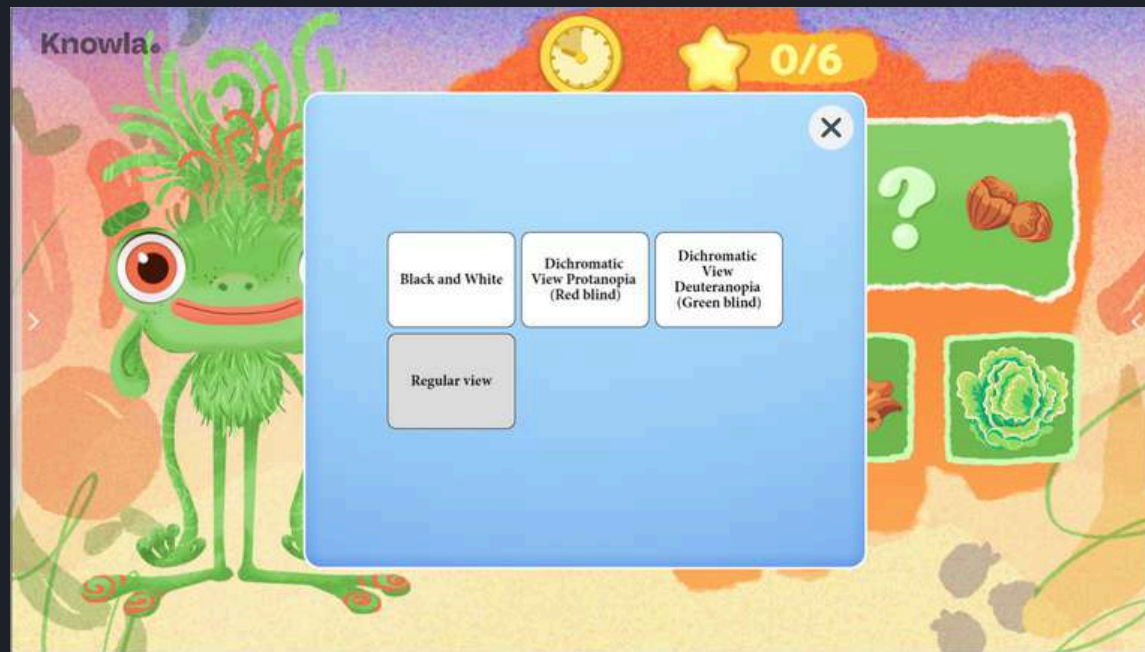 Knowla.
0/6
?
Black and White
Dichromatic
View Protanopia
(Red blind)
Dichromatic
View
Deuteranopia
(Green blind)
Regular view